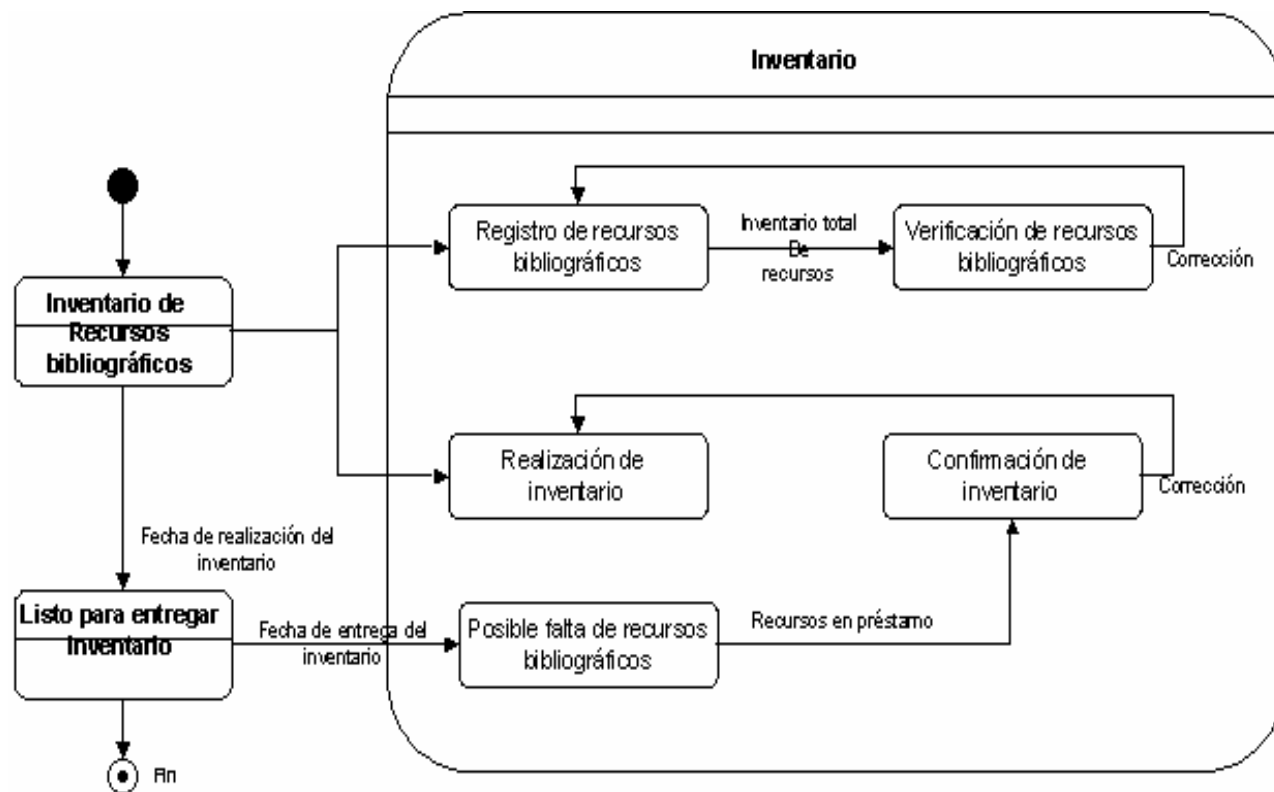 Inventario
Registro de recursos
bibliográficos
Inventario total
De
recursos
Verificación de recursos
bibliográficos
Corrección
Inventario de
Recursos
bibliográficos
Realización de
inventario
Confirmación de
inventario
Corrección
Fecha de realización del
inventario
Listo para entregar
Inventario
Fecha de entrega del
inventario
Posible falta de recursos
bibliográficos
Recursos en préstamo
Fin